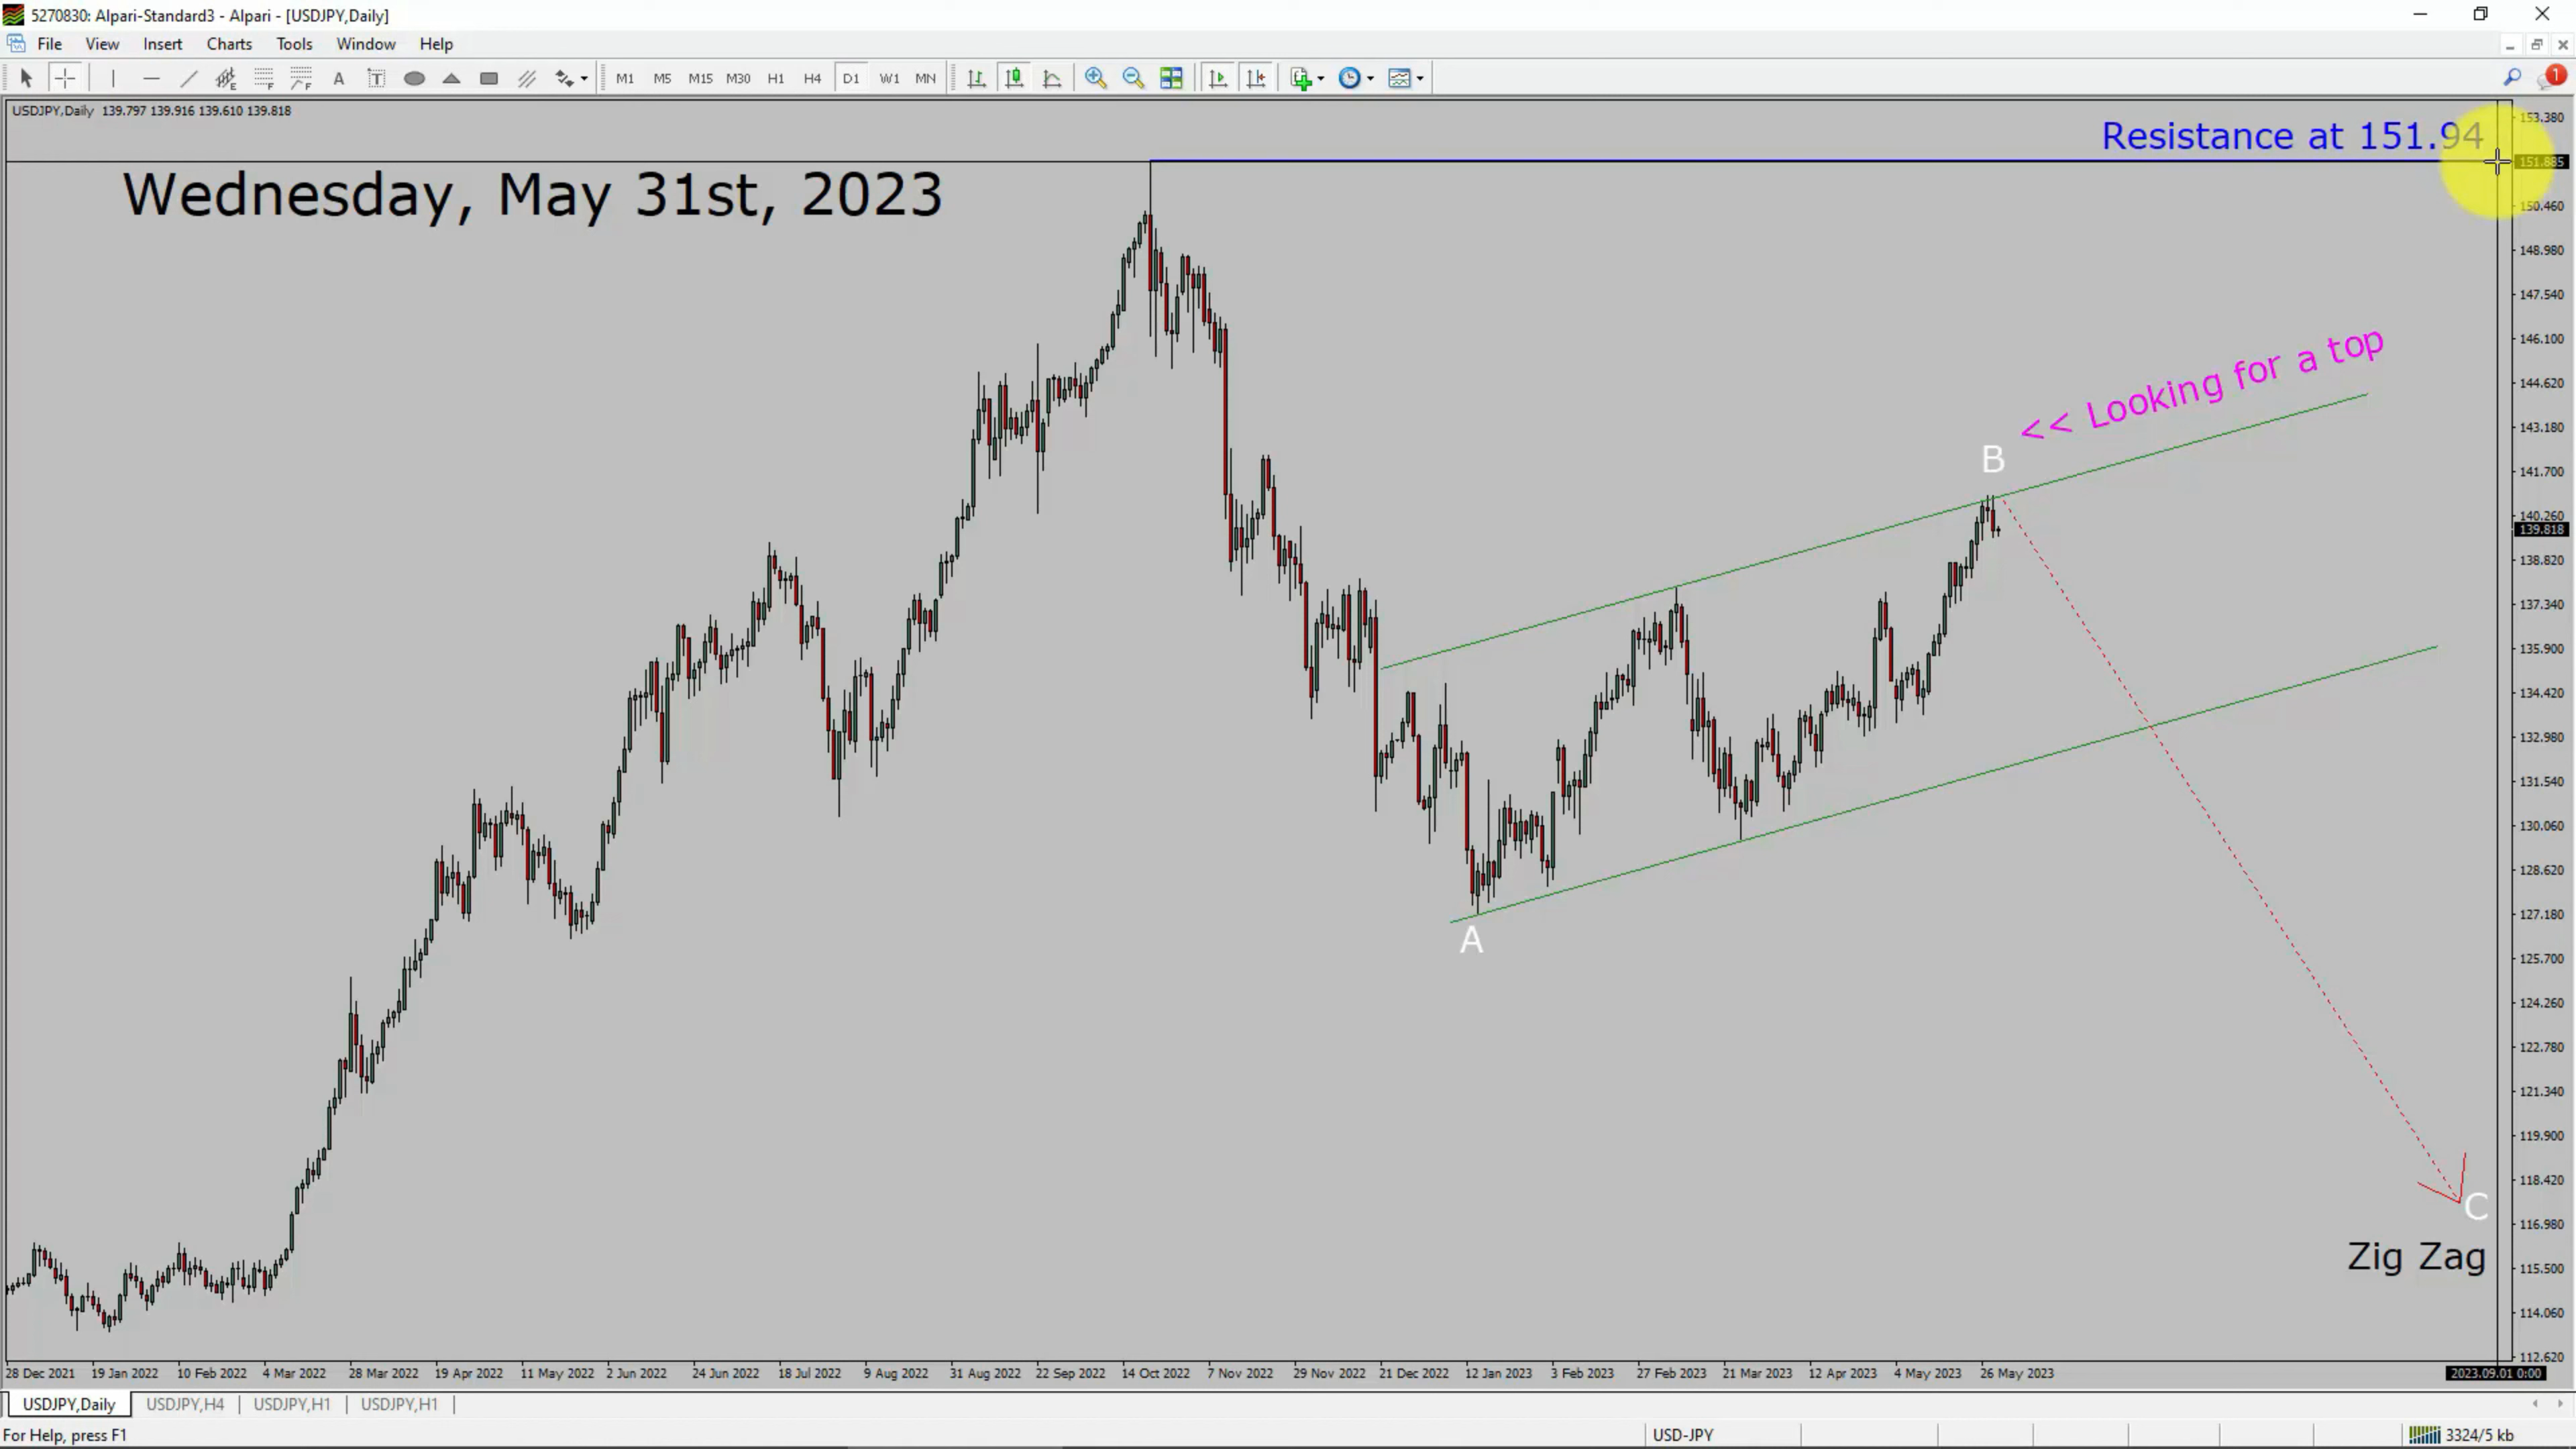 5270830: Alpari-Standard3 - Alpari - [USDJPY,Daily]
File View Insert Charts Tools Window Help
A T M1 M5 M15 M30 H1 H4 D1 W1 MN 1
USDJPY,Daily 139.797 139.916 139.610 139.818
153.380
Resistance at 151.94
151.885
Wednesday, May 31st, 2023
150.460
148.980
147.540
146.100
<< Looking for a top
144.620
143.180
B
141.700
140.260
139.818
138.820
137.340
135.900
134.420
132.980
131.540
130.060
128.620
127.180
A
125.700
124.260
122.780
121.340
119.900
118.420
C
116.980
Zig Zag
115.500
114.060
112.620
28 Dec 2021 19 Jan 2022 10 Feb 2022 4 Mar 2022 28 Mar 2022 19 Apr 2022 11 May 2022 2 Jun 2022 24 Jun 2022 18 Jul 2022 9 Aug 2022 31 Aug 2022 22 Sep 2022 14 Oct 2022 7 Nov 2022 29 Nov 2022 21 Dec 2022 12 Jan 2023 3 Feb 2023 27 Feb 2023 21 Mar 2023 12 Apr 2023 4 May 2023 26 May 2023 2023.09.01 0:00
USDJPY,Daily USDJPY,H4 USDJPY,H1 USDJPY,H1
For Help, press F1 USD-JPY 3324/5 kb